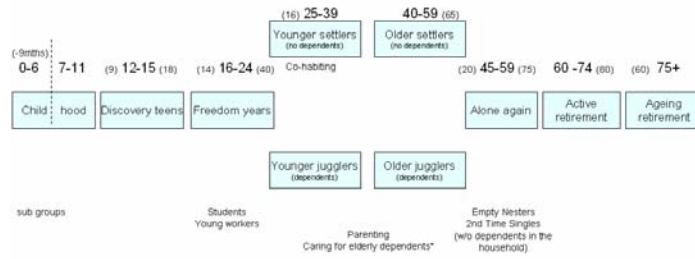 (16) 25-39
40-59 (65)
Younger settlers
(no dependents)
Older settlers
(no dependents)
(-9mths)
0-6
7-11
(9) 12-15 (18)
(14) 16-24 (40)
Co-habiting
(20) 45-59 (75)
60 -74 (80)
(60) 75+
Child hood
Discovery teens
Freedom years
Alone again
Active
retirement
Ageing
retirement
Younger jugglers
(dependents)
Older jugglers
(dependents)
sub groups
Students
Young workers
Parenting
Caring for elderly dependents*
Empty Nesters
2nd Time Singles
(w/o dependents in the
household)